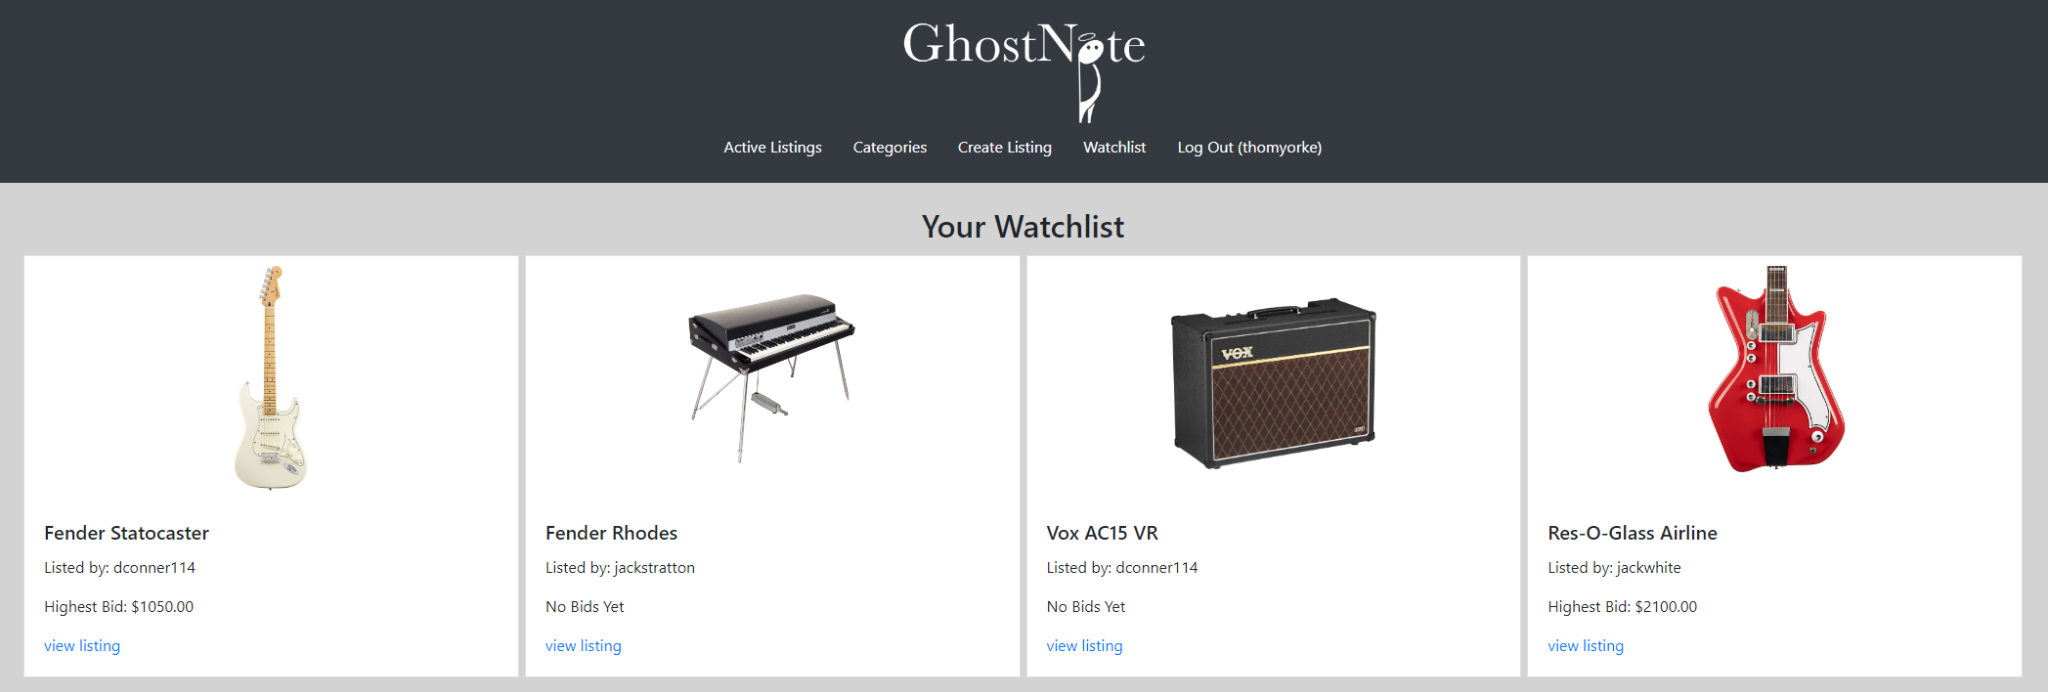 GhostNote
Active Listings Categories Create Listing Watchlist Log Out (thomyorke)
Your Watchlist
VOX
Fender Statocaster
Listed by: dconner114
Highest Bid: $1050.00
view listing
Fender Rhodes
Listed by: jackstratton
No Bids Yet
view listing
Vox AC15 VR
Listed by: dconner114
No Bids Yet
view listing
Res-O-Glass Airline
Listed by: jackwhite
Highest Bid: $2100.00
view listing